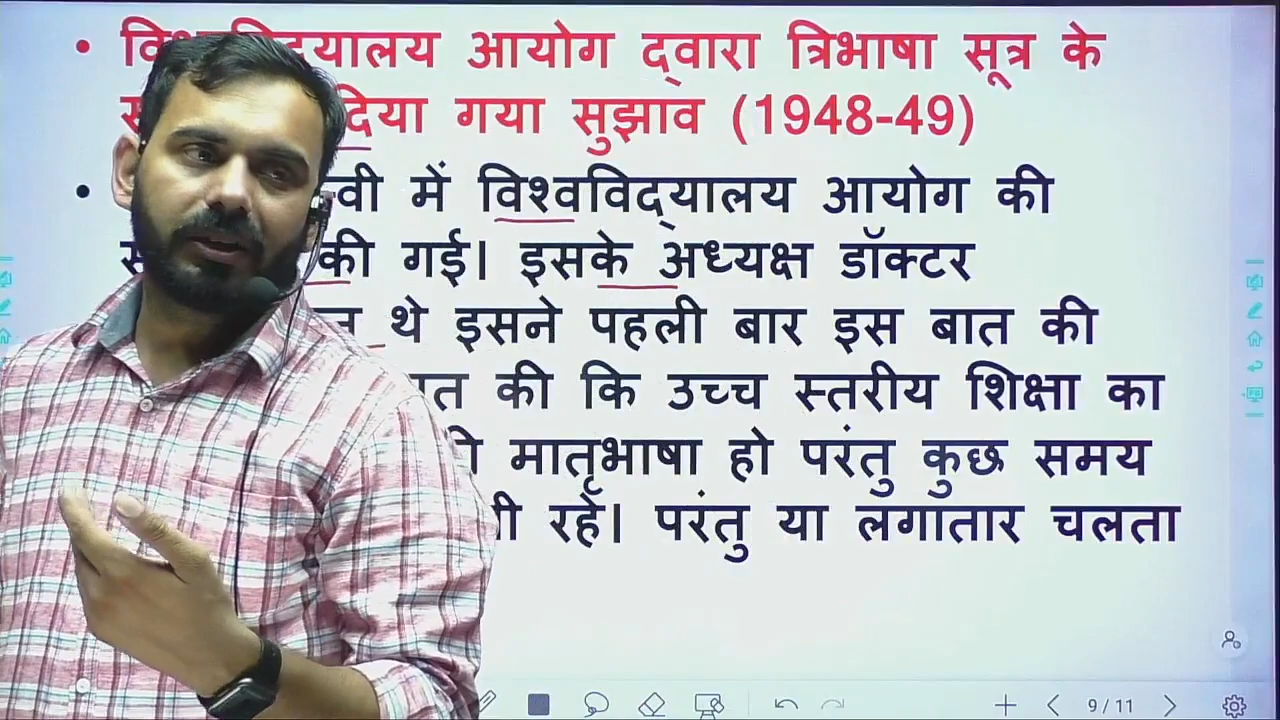 विश्वविद्यालय आयोग द्वारा त्रिभाषा सूत्र के
दिया गया सुझाव (1948-49)
में विश्वविद्यालय आयोग की
की गई। इसके अध्यक्ष डॉक्टर
थे इसने पहली बार इस बात की
की कि उच्च स्तरीय शिक्षा का
मातृभाषा हो परंतु कुछ समय
रहे। परंतु या लगातार चलता
9/11